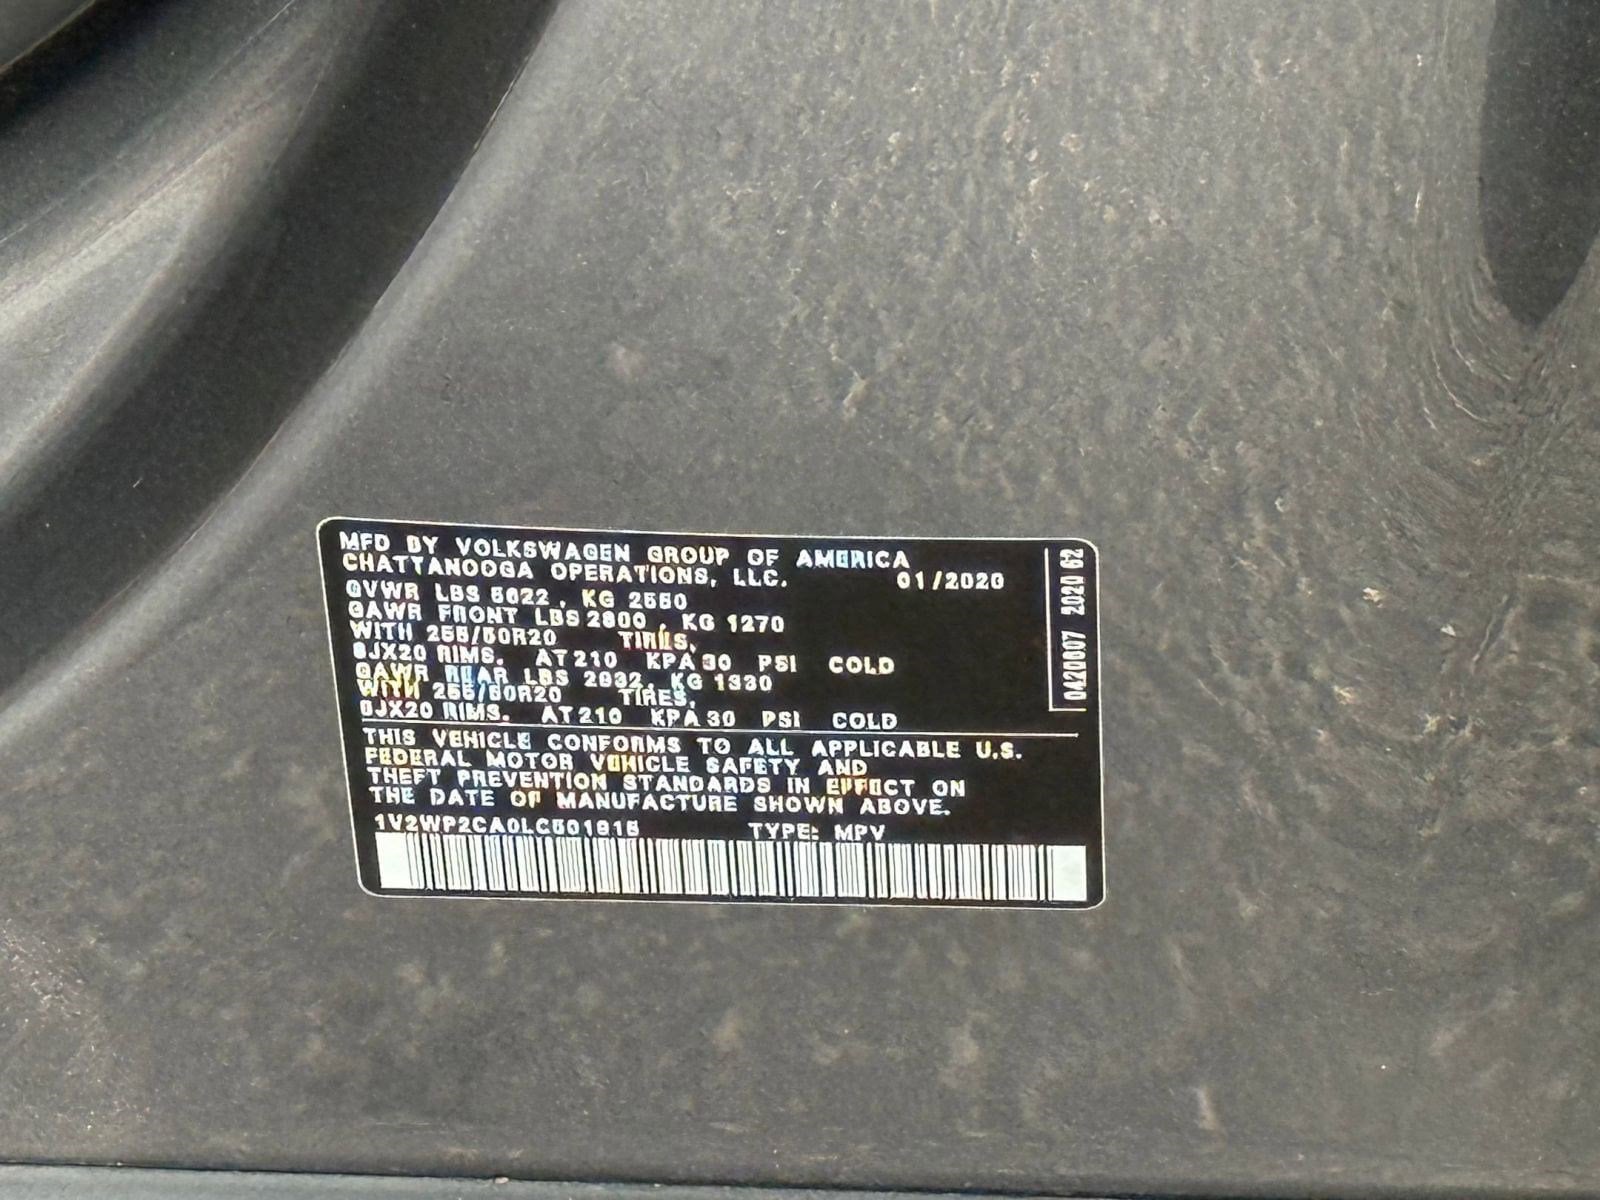 MFD BY VOLKSWAGEN GROUP OF AMERICA
CHATTANOOGA OPERATIONS, LLC. 01/2020
GVWR LBS 5622, KG 2550
GAWR FRONT LBS 2800, KG 1270
WITH 255/50R20 TIRES,
8JX20 RIMS. AT 210 KPA 30 PSI COLD
GAWR REAR LBS 2932, KG 1330
WITH 255/50R20 TIRES,
8JX20 RIMS. AT 210 KPA 30 PSI COLD
THIS VEHICLE CONFORMS TO ALL APPLICABLE U.S.
FEDERAL MOTOR VEHICLE SAFETY AND
THEFT PREVENTION STANDARDS IN EFFECT ON
THE DATE OF MANUFACTURE SHOWN ABOVE.
TYPE: MPV
2020 62